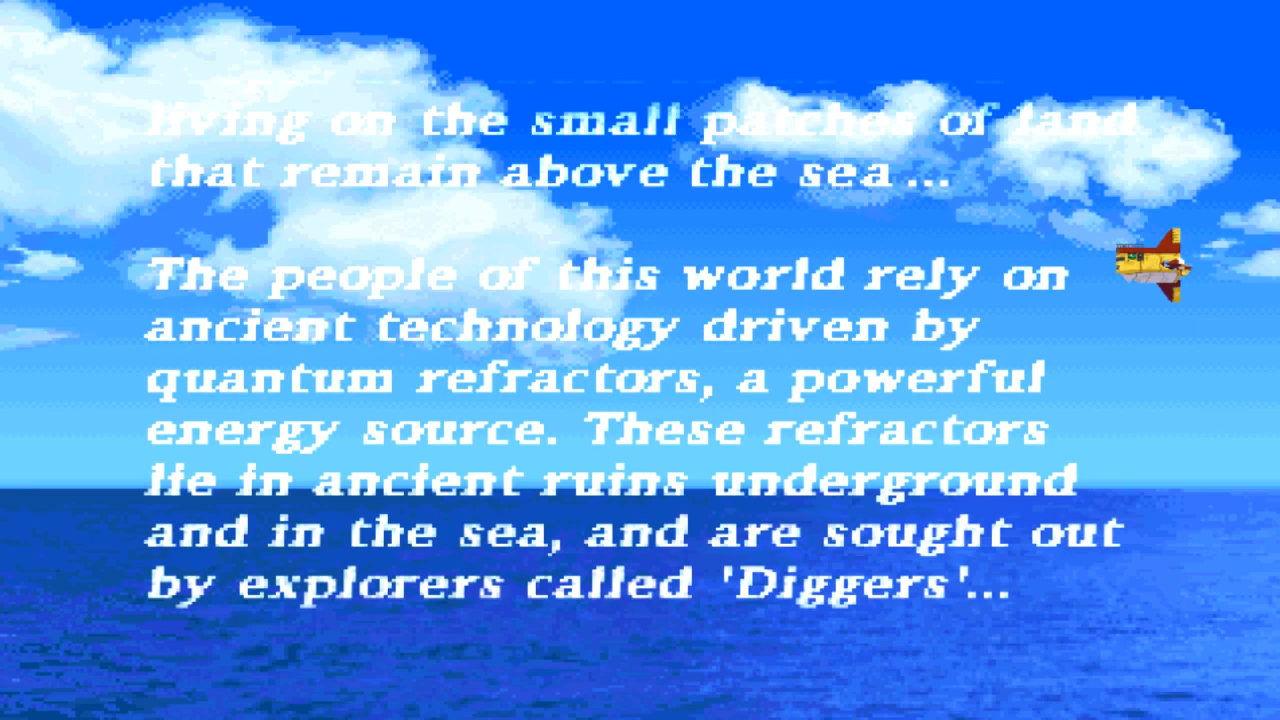 living on the small patches of land
that remain above the sea...
The people of this world rely on
ancient technology driven by
quantum refractors, a powerful
energy source. These refractors
lie in ancient ruins underground
and in the sea, and are sought out
by explorers called 'Diggers'...